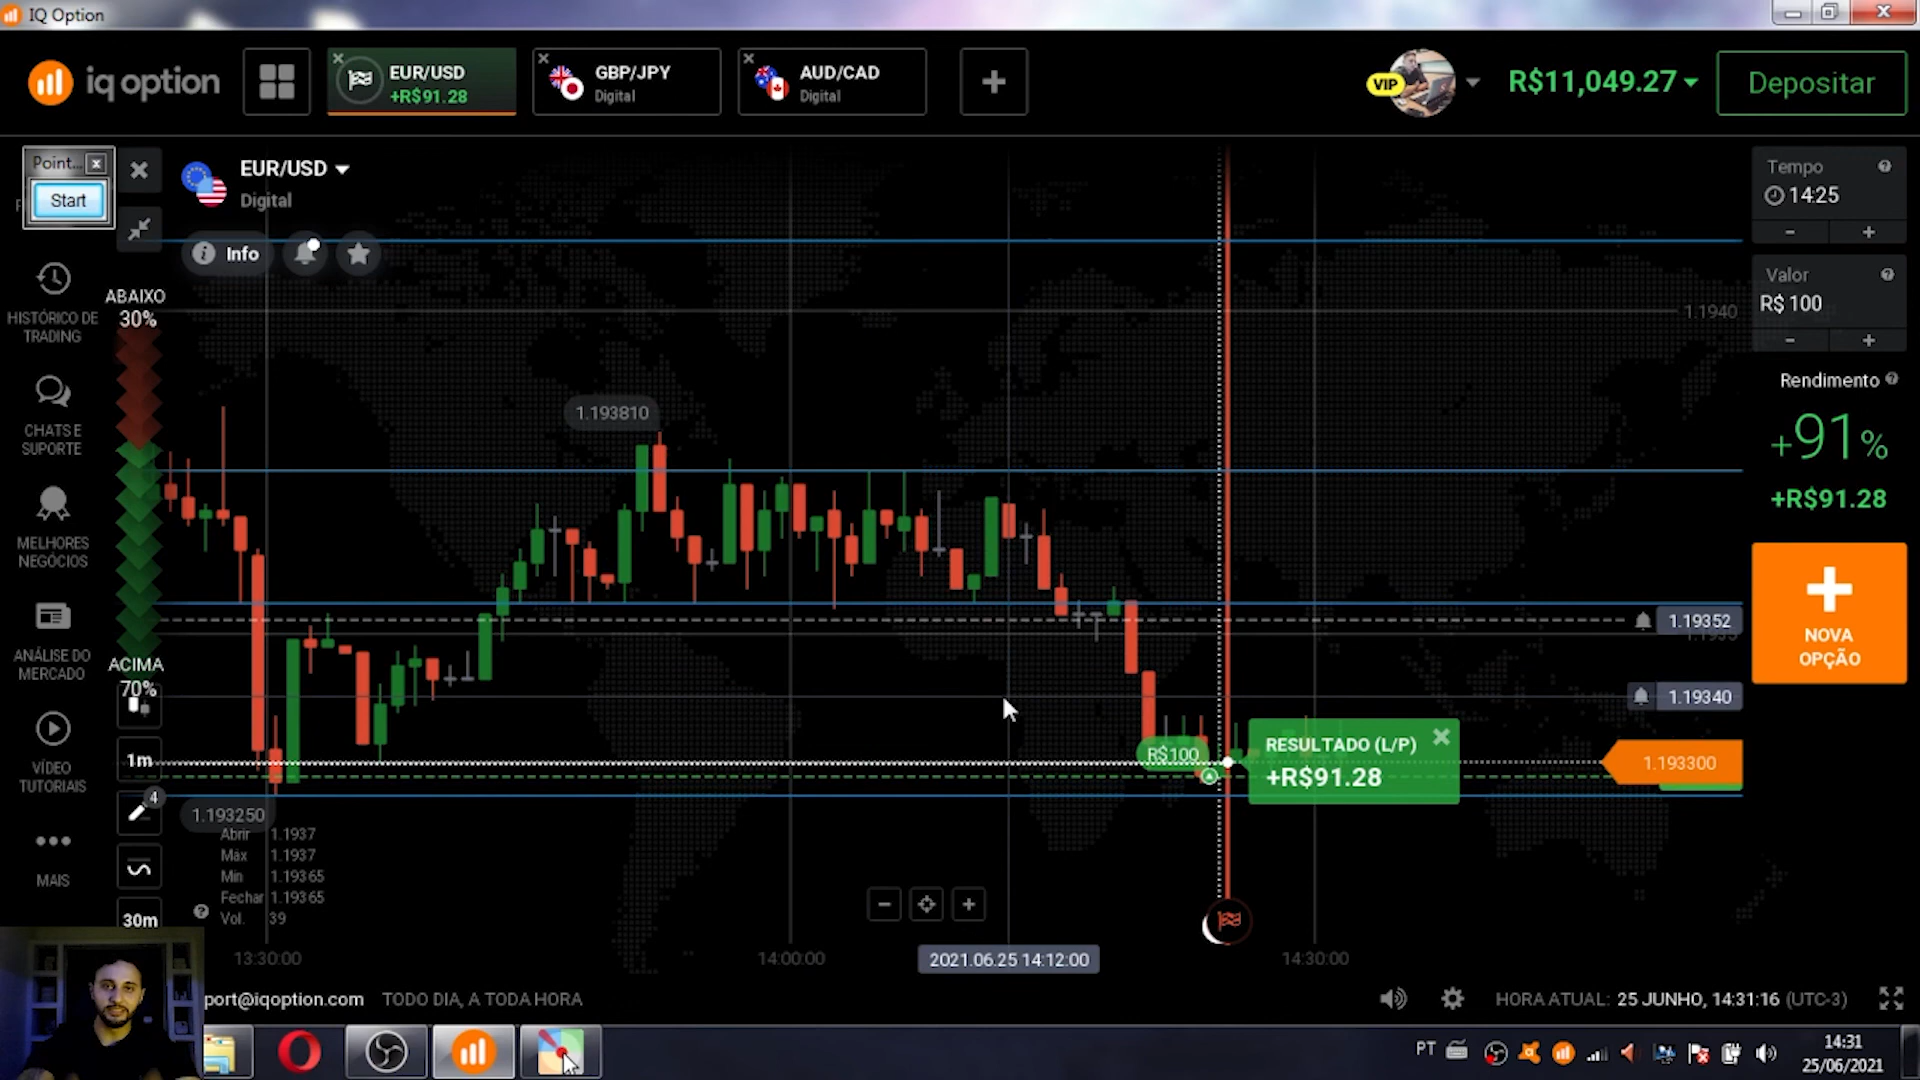 IQ Option
iq option
EUR/USD
+R$91.28
GBP/JPY
Digital
AUD/CAD
Digital
VIP
R$11,049.27
Depositar
Point...
Start
EUR/USD
Digital
Info
Tempo
14:25
Valor
R$ 100
Rendimento
+91%
+R$91.28
NOVA
OPÇÃO
HISTÓRICO DE
TRADING
CHATS E
SUPORTE
MELHORES
NEGÓCIOS
ANÁLISE DO
MERCADO
VÍDEO
TUTORIAIS
MAIS
ABAIXO
30%
ACIMA
70%
1m
4
30m
1.1940
1.193810
1.19352
1.19340
R$100
RESULTADO (L/P)
+R$91.28
1.193300
1.193250
Abrir 1.1937
Máx 1.1937
Min 1.19365
Fechar 1.19365
Vol. 39
13:30:00
14:00:00
2021.06.25 14:12:00
14:30:00
port@iqoption.com
TODO DIA, A TODA HORA
HORA ATUAL: 25 JUNHO, 14:31:16 (UTC-3)
PT
14:31
25/06/2021